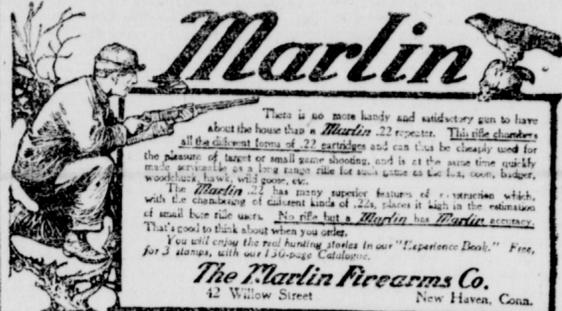 Marlin
There is no more handy and satisfactory gun to have
about the house than a Marlin .22 repeater. This rifle chambers
all the different forms of .22 cartridges and can thus be cheaply used for
the pleasure of target or small game shooting, and is at the same time quickly
made serviceable as a long range rifle for such game as the fox, coon, badger,
woodchuck, hawk, wild goose, etc.
The Marlin .22 has many superior features of construction which,
with the chambering of different kinds of .22s, places it high in the estimation
of small bore rifle users. No rifle but a Marlin has Marlin accuracy.
That's good to think about when you order.
You will enjoy the real hunting stories in our "Experience Book." Free,
for 3 stamps, with our 130-page Catalogue.
The Marlin Firearms Co.
42 Willow Street New Haven, Conn.